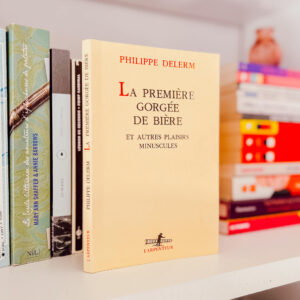 PHILIPPE DELERM
LA PREMIÈRE
GORGÉE
DE BIÈRE
ET AUTRES PLAISIRS
MINUSCULES
L'ARPENTEUR
PHILIPPE DELERM
LA PREMIÈRE GORGÉE DE BIÈRE
L'ARPENTEUR
MARY ANN SHAFFER & ANNIE BARROWS
NiL